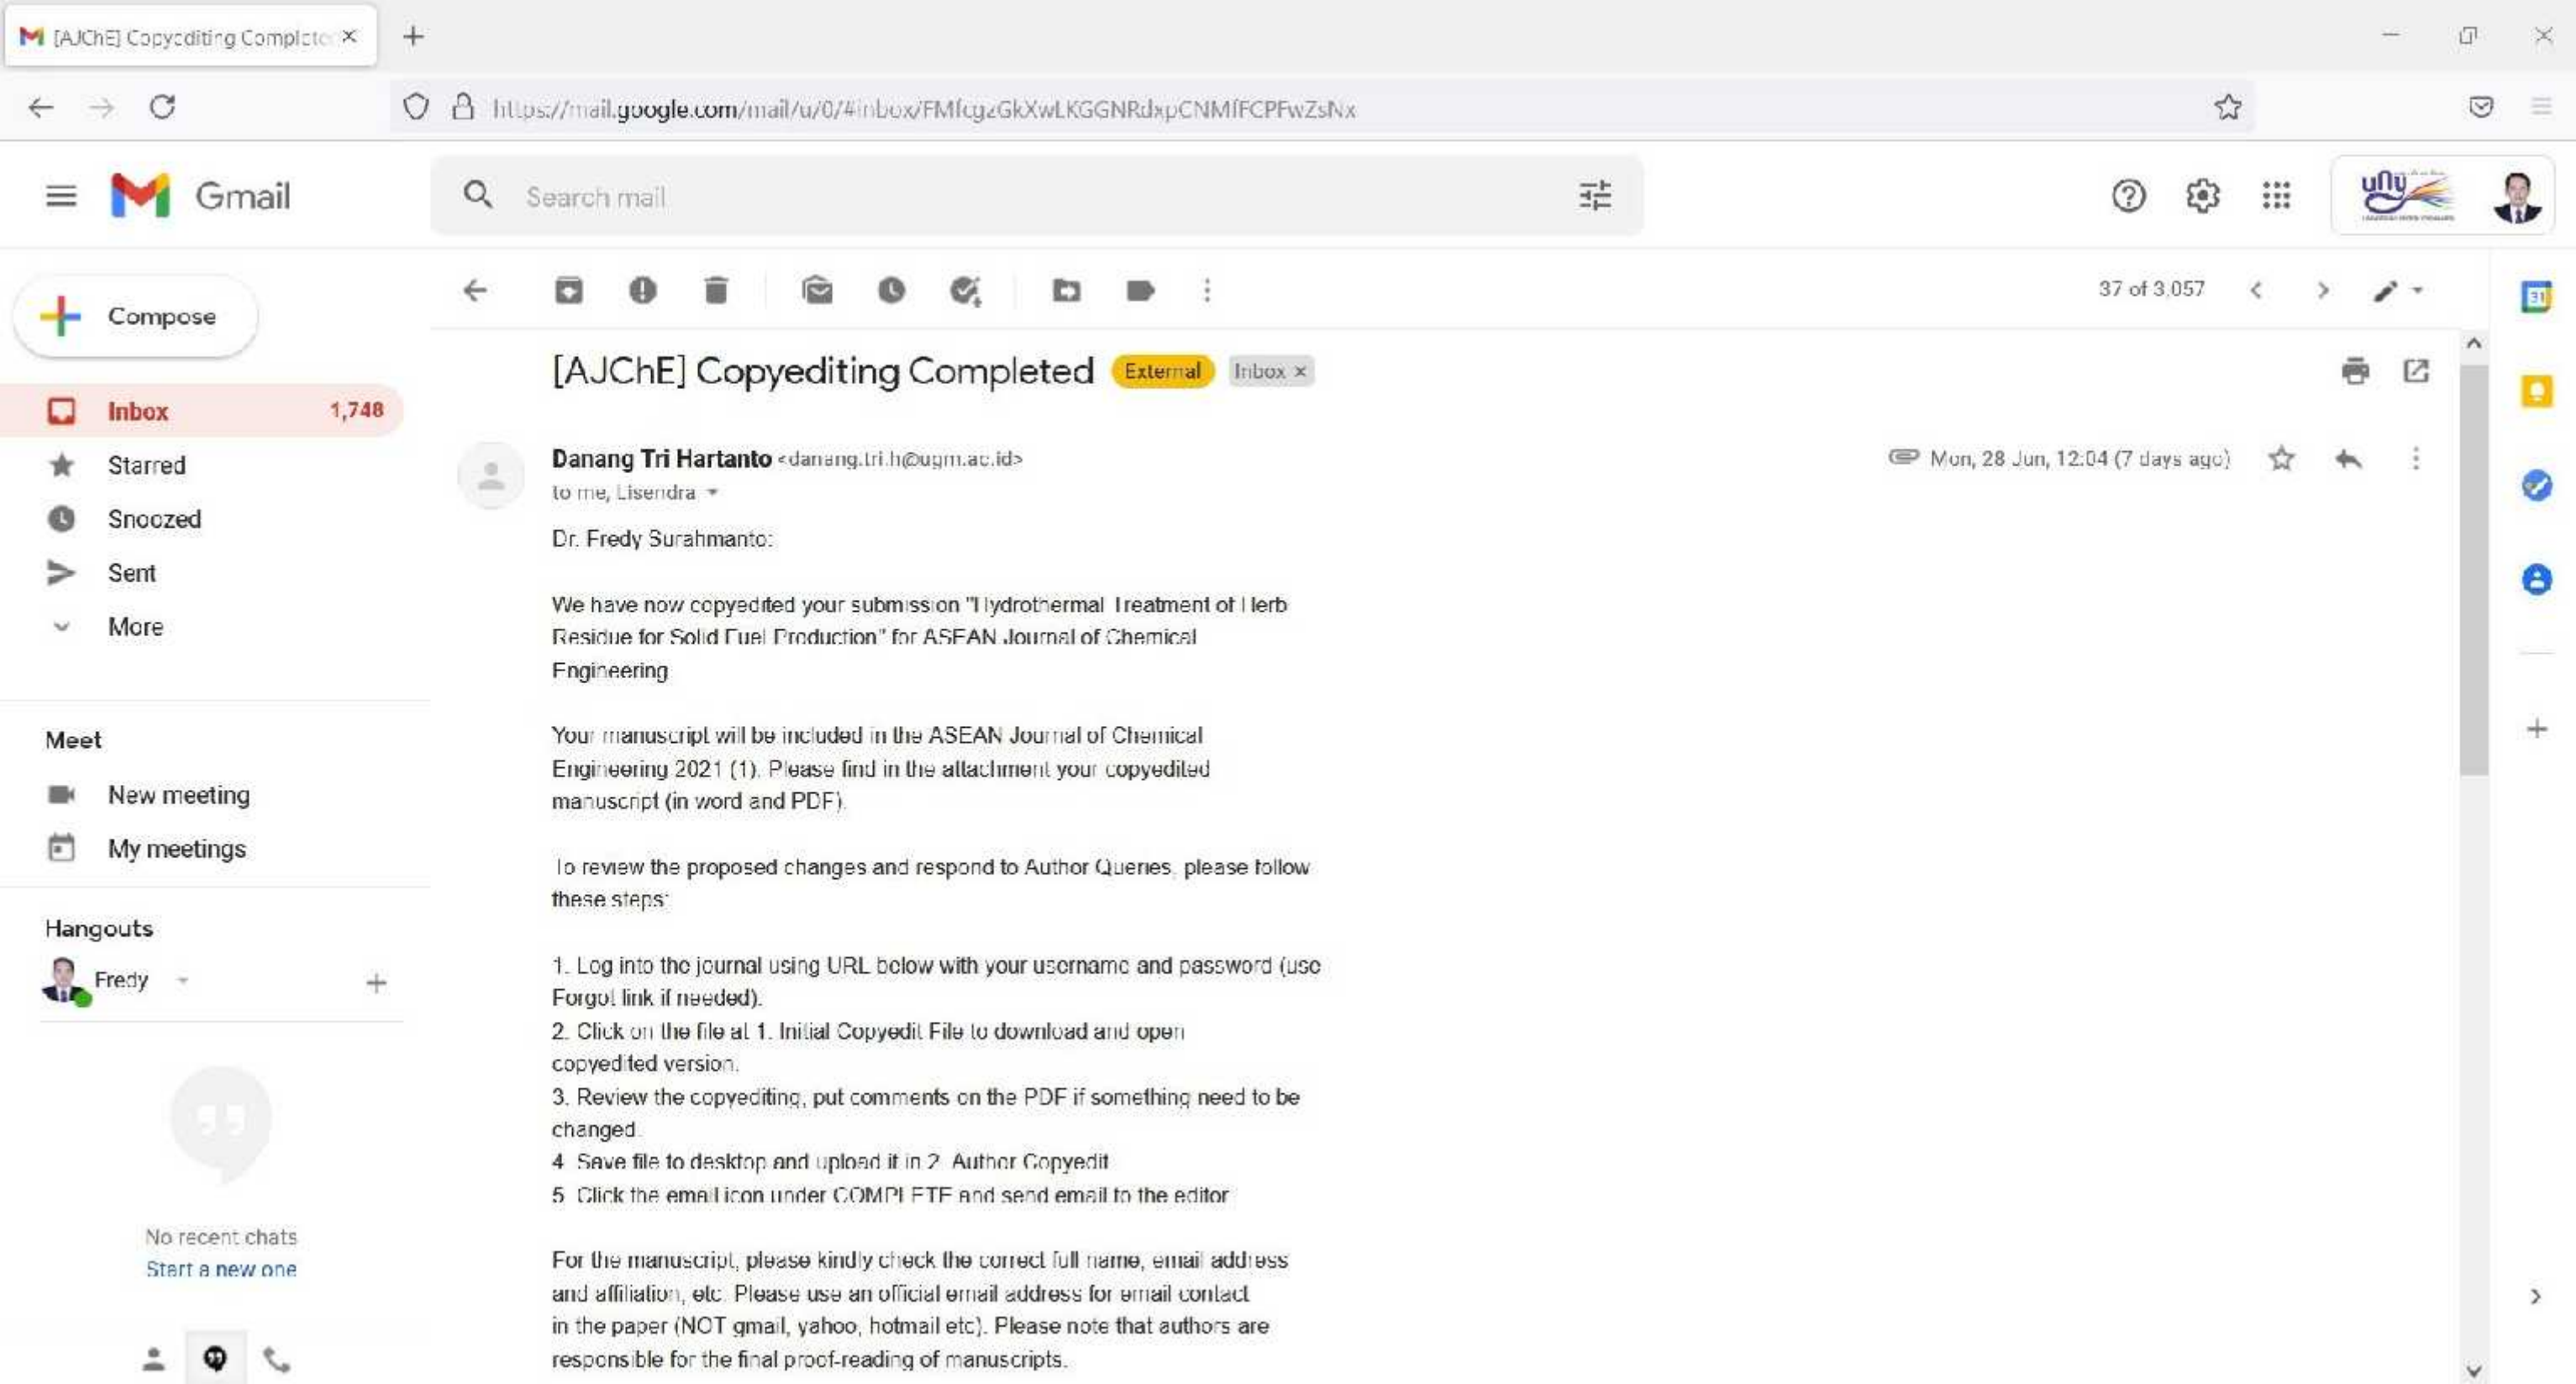 [AJChE] Copyediting Complete
https://mail.google.com/mail/u/0/#inbox/FMfcgzGkXwLKGGNRdxpCNMfFCPFwZsNx
Gmail
Search mail
unu
Compose
37 of 3,057
31
[AJChE] Copyediting Completed External Inbox ×
Inbox 1,748
Starred
Snoozed
Sent
More
Meet
New meeting
My meetings
Hangouts
Fredy
No recent chats
Start a new one
Danang Tri Hartanto <danang.tri.h@ugm.ac.id>
Mon, 28 Jun, 12:04 (7 days ago)
to me, Lisendra
Dr. Fredy Surahmanto:
We have now copyedited your submission "Hydrothermal Treatment of Herb
Residue for Solid Fuel Production" for ASEAN Journal of Chemical
Engineering
Your manuscript will be included in the ASEAN Journal of Chemical
Engineering 2021 (1). Please find in the attachment your copyedited
manuscript (in word and PDF).
To review the proposed changes and respond to Author Queries, please follow
these steps:
1. Log into the journal using URL below with your username and password (use
Forgot link if needed).
2. Click on the file at 1. Initial Copyedit File to download and open
copyedited version.
3. Review the copyediting, put comments on the PDF if something need to be
changed.
4. Save file to desktop and upload it in 2. Author Copyedit
5. Click the email icon under COMPLETE and send email to the editor
For the manuscript, please kindly check the correct full name, email address
and affiliation, etc. Please use an official email address for email contact
in the paper (NOT gmail, yahoo, hotmail etc). Please note that authors are
responsible for the final proof-reading of manuscripts.